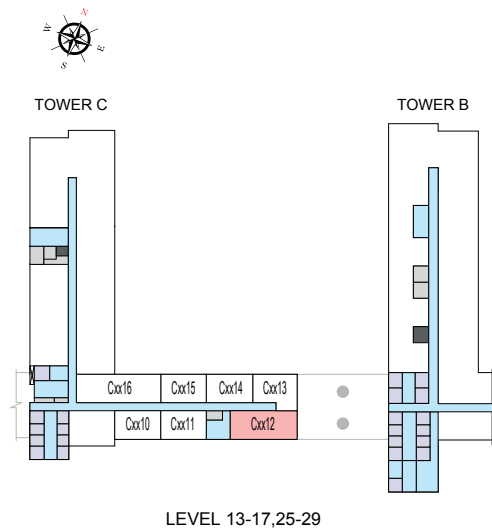 N
W
E
S
TOWER C
TOWER B
Cxx16 Cxx15 Cxx14 Cxx13
Cxx10 Cxx11 Cxx12
LEVEL 13-17,25-29